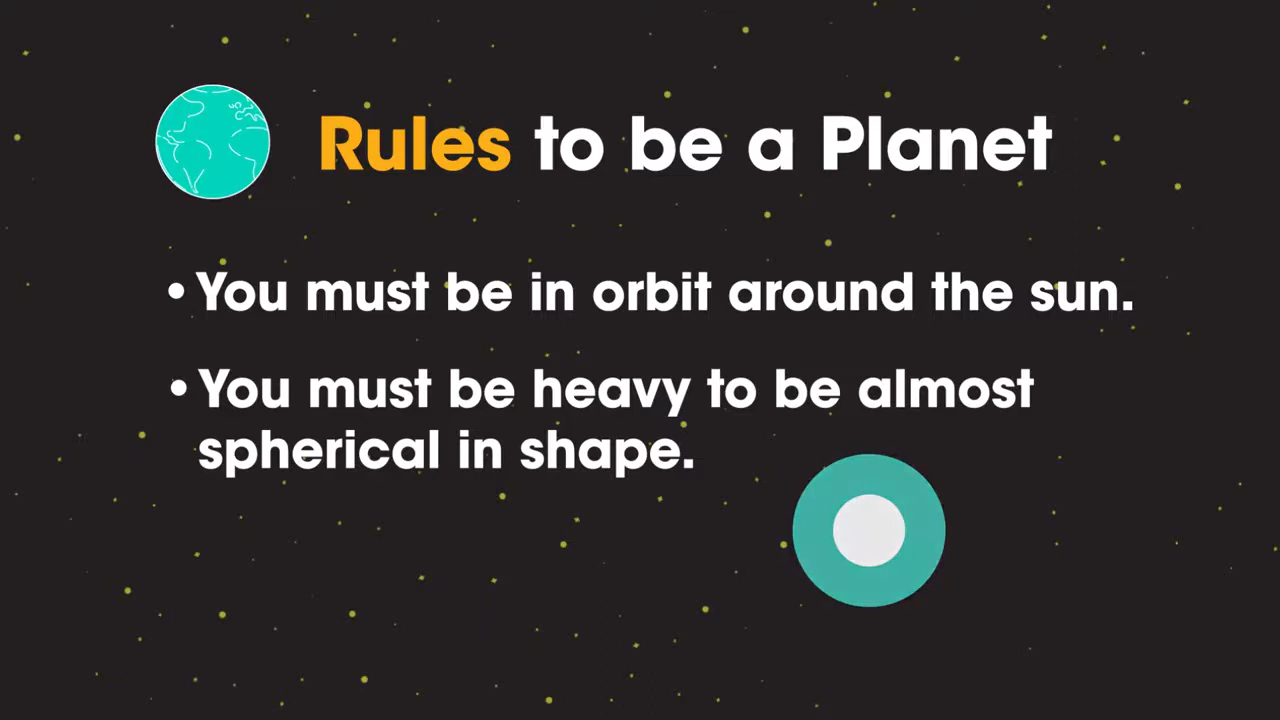 Rules to be a Planet
• You must be in orbit around the sun.
• You must be heavy to be almost
spherical in shape.